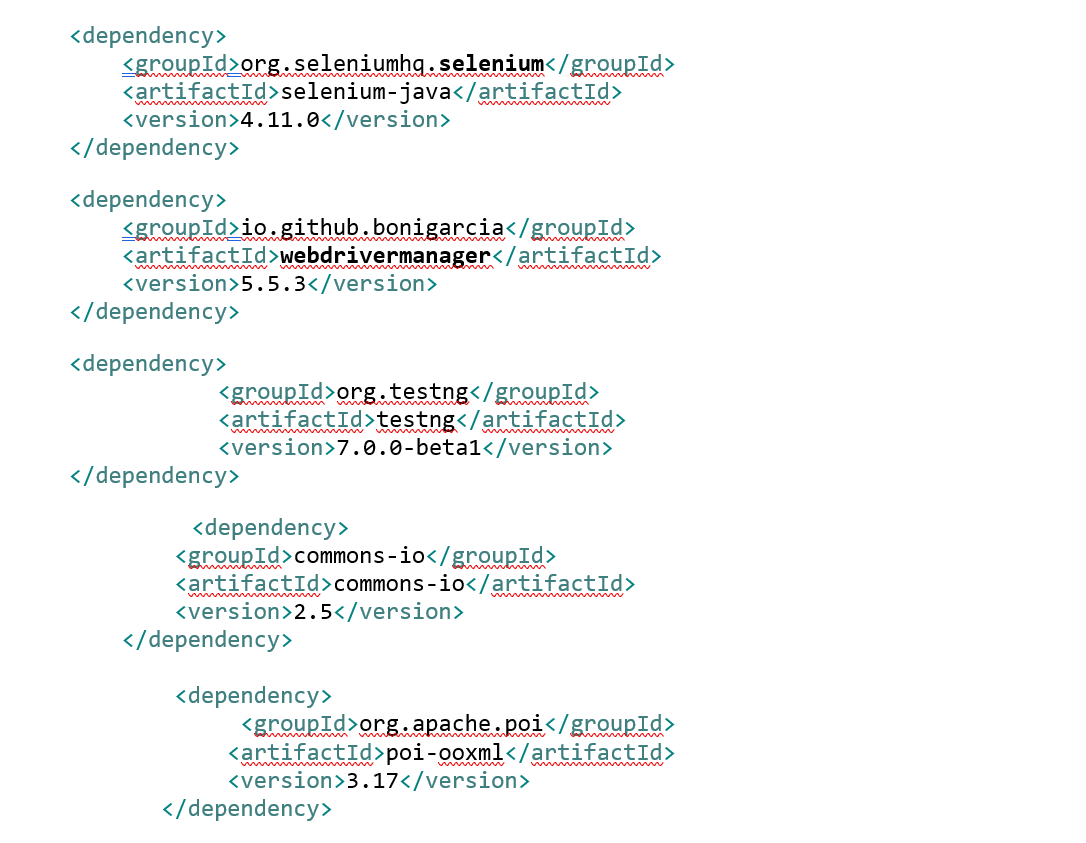 <dependency>
<groupId>org.seleniumhq.selenium</groupId>
<artifactId>selenium-java</artifactId>
<version>4.11.0</version>
</dependency>
<dependency>
<groupId>io.github.bonigarcia</groupId>
<artifactId>webdrivermanager</artifactId>
<version>5.5.3</version>
</dependency>
<dependency>
<groupId>org.testng</groupId>
<artifactId>testng</artifactId>
<version>7.0.0-beta1</version>
</dependency>
<dependency>
<groupId>commons-io</groupId>
<artifactId>commons-io</artifactId>
<version>2.5</version>
</dependency>
<dependency>
<groupId>org.apache.poi</groupId>
<artifactId>poi-ooxml</artifactId>
<version>3.17</version>
</dependency>